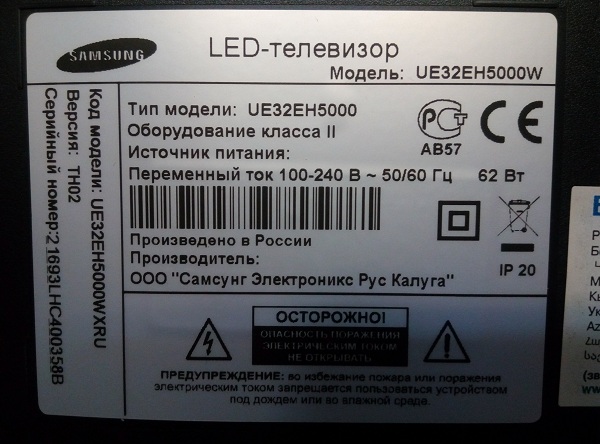 SAMSUNG
LED-телевизор
Модель: UE32EH5000W
Код модели: UE32EH5000WXRU
Версия: TH02
Серийный номер:21693LHC400358B
Тип модели: UE32EH5000
Оборудование класса II
Источник питания:
Переменный ток 100-240 В ~ 50/60 Гц 62 Вт
РСТ
АВ57
CE
Произведено в России
Производитель:
ООО "Самсунг Электроникс Рус Калуга"
IP 20
ОСТОРОЖНО!
ОПАСНОСТЬ ПОРАЖЕНИЯ
ЭЛЕКТРИЧЕСКИМ ТОКОМ
НЕ ОТКРЫВАТЬ
ПРЕДУПРЕЖДЕНИЕ: во избежание пожара или поражения
электрическим током запрещается пользоваться устройством
под дождем или во влажной среде.